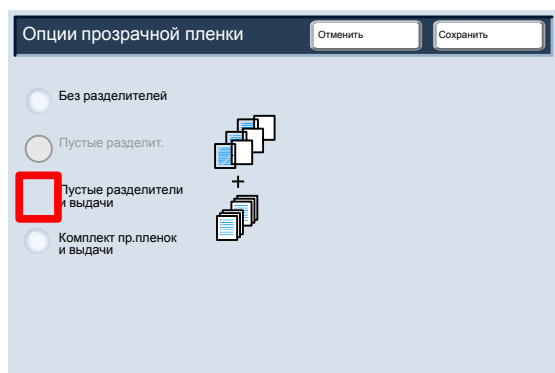 Опции прозрачной пленки
Отменить
Сохранить
Без разделителей
Пустые разделит.
Пустые разделители
и выдачи
+
Комплект пр.пленок
и выдачи